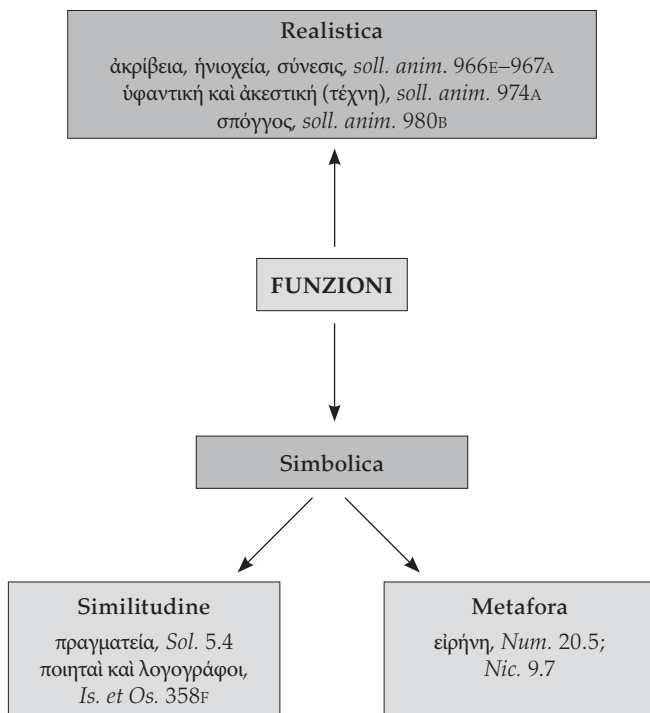 Realistica
ἀκρίβεια, ἡνιοχεία, σύνεσις, soll. anim. 966E–967A
ὑφαντικὴ καὶ ἀκεστική (τέχνη), soll. anim. 974A
σπόγγος, soll. anim. 980B
FUNZIONI
Simbolica
Similitudine
πραγματεία, Sol. 5.4
ποιηταὶ καὶ λογογράφοι,
Is. et Os. 358F
Metafora
εἰρήνη, Num. 20.5;
Nic. 9.7